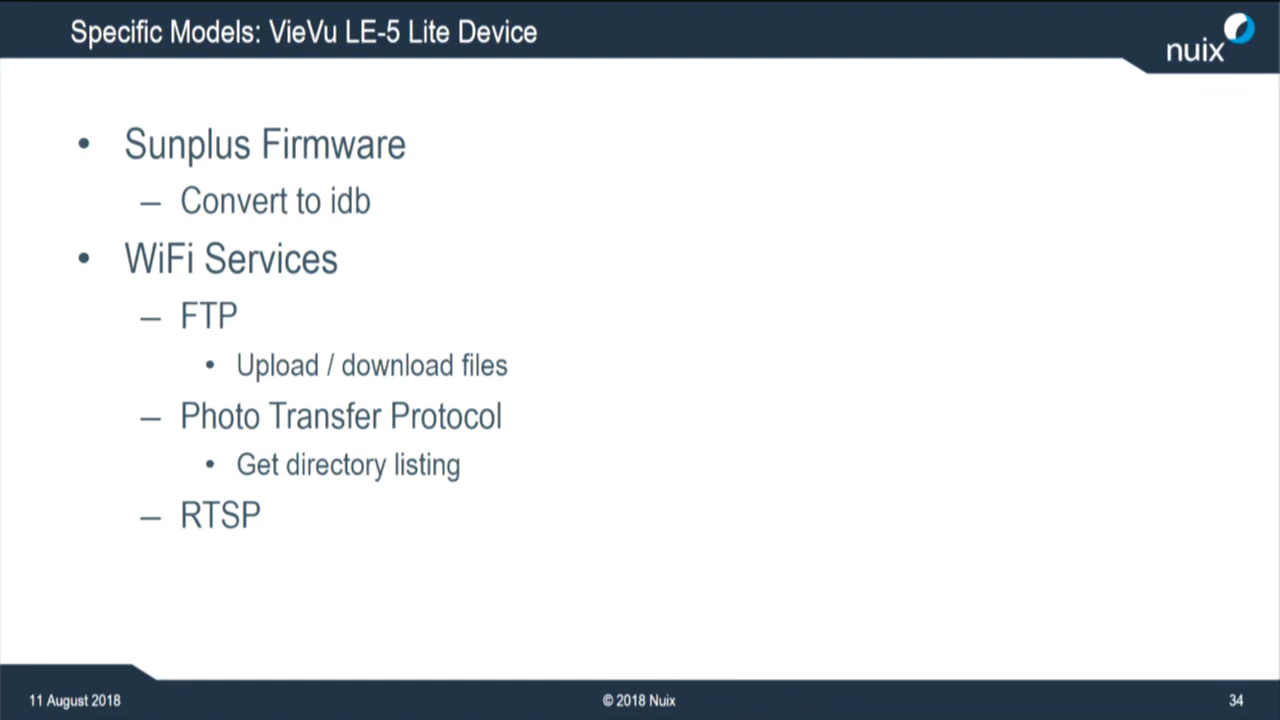 Specific Models: VieVu LE-5 Lite Device
nuix
• Sunplus Firmware
– Convert to idb
• WiFi Services
– FTP
• Upload / download files
– Photo Transfer Protocol
• Get directory listing
– RTSP
11 August 2018
© 2018 Nuix
34